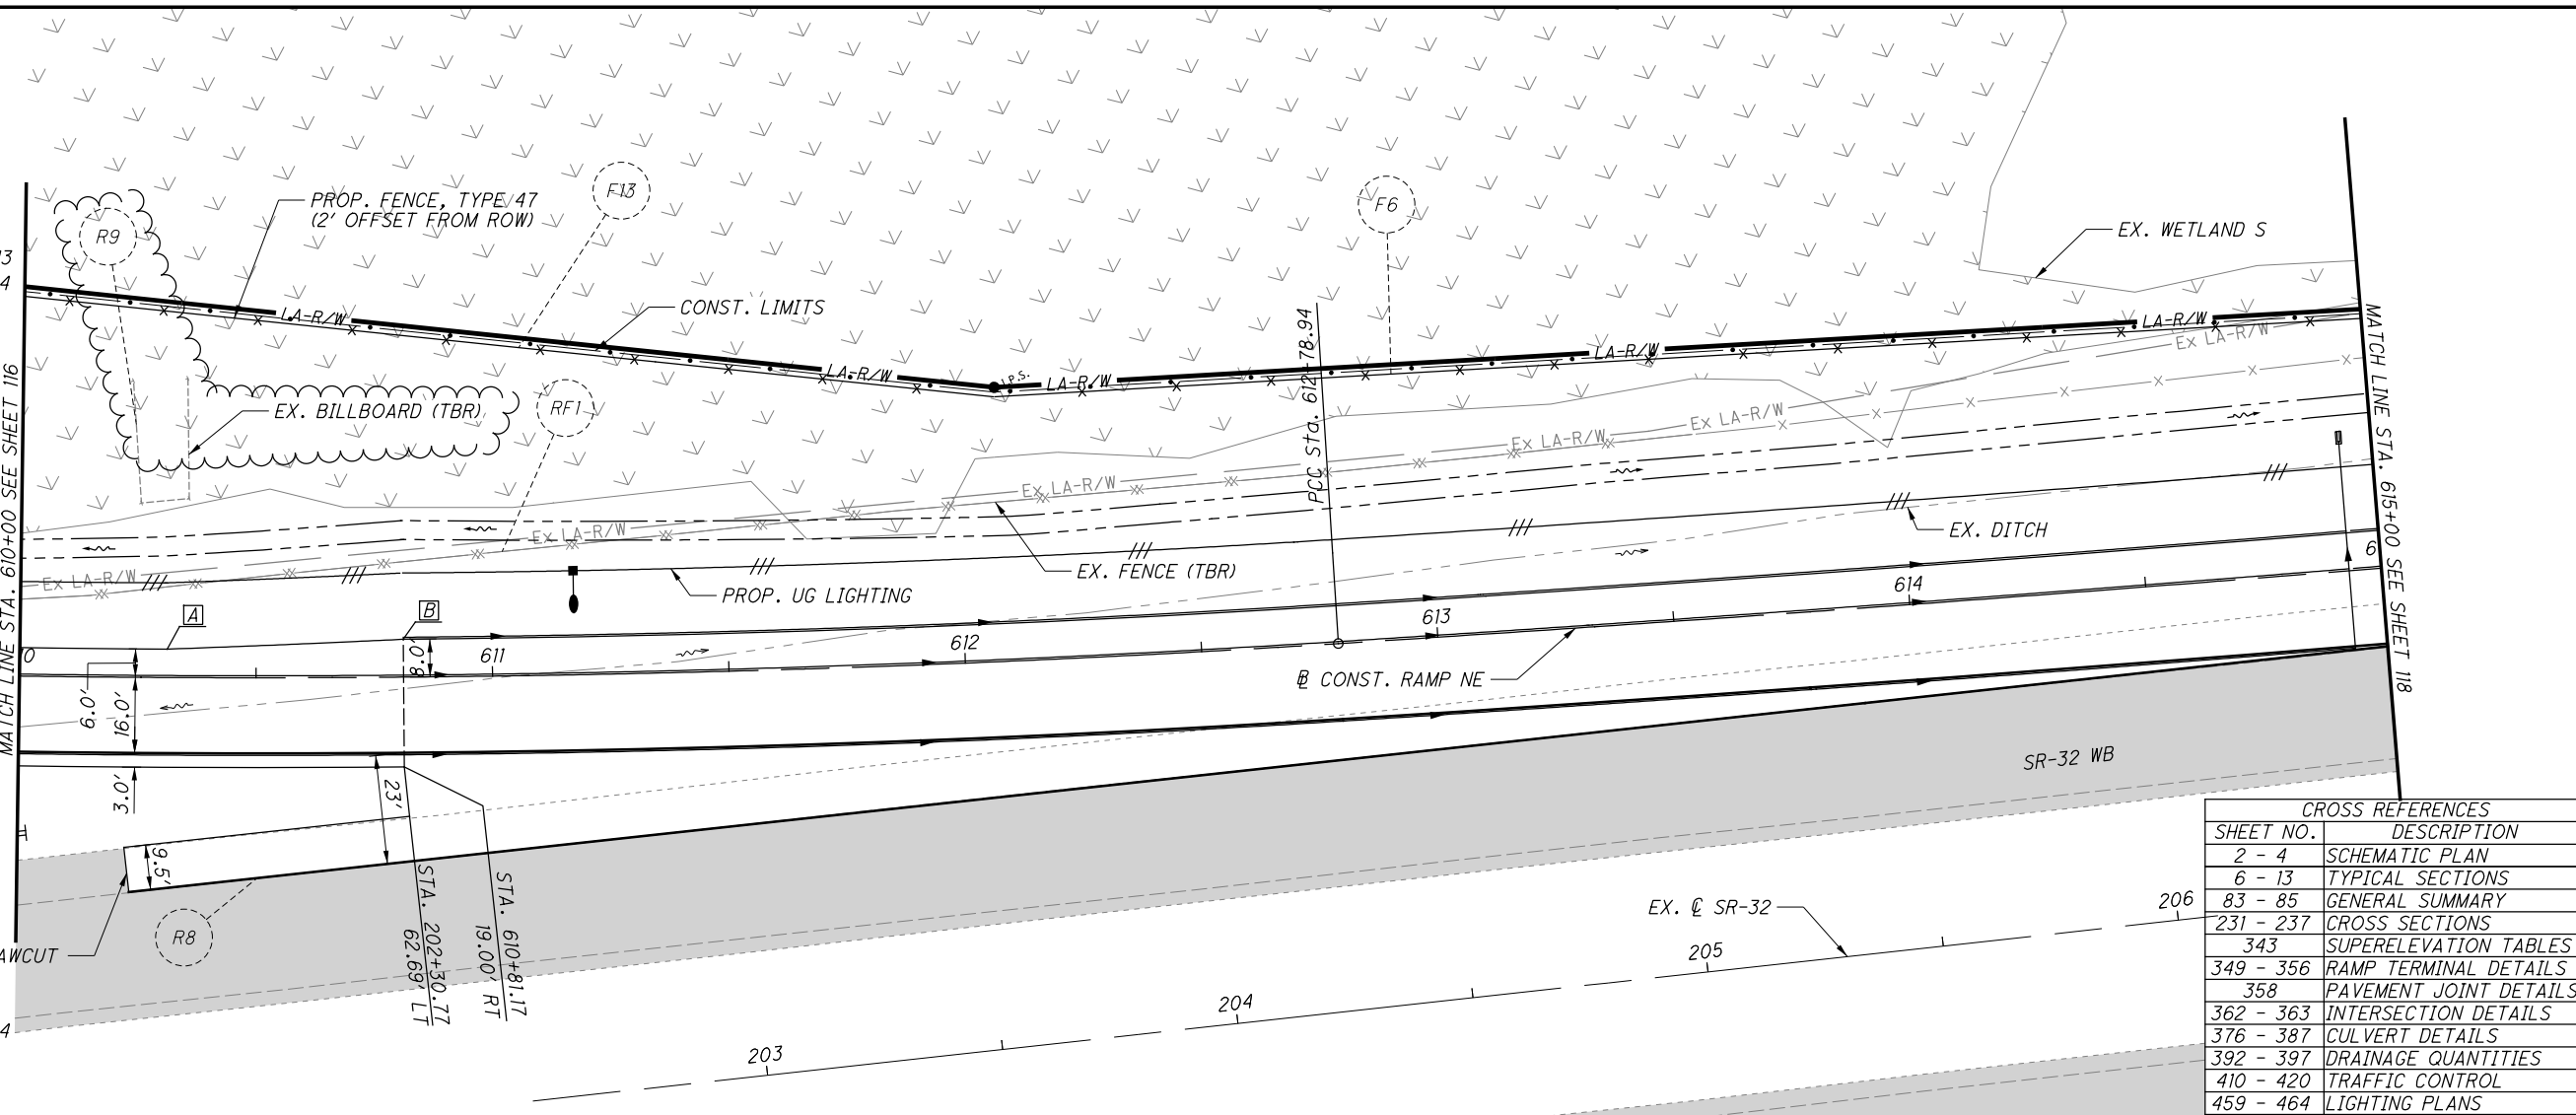 PROP. FENCE, TYPE 47
(2' OFFSET FROM ROW)
F13
F6
R9
EX. WETLAND S
13
4
LA-R/W
CONST. LIMITS
LA-R/W
I.P.S.
LA-R/W
PCC Sta. 612+78.94
LA-R/W
LA-R/W
Ex LA-R/W
MATCH LINE STA. 610+00 SEE SHEET 116
MATCH LINE STA. 615+00 SEE SHEET 118
EX. BILLBOARD (TBR)
RF1
Ex LA-R/W
Ex LA-R/W
Ex LA-R/W
Ex LA-R/W
Ex LA-R/W
EX. DITCH
EX. FENCE (TBR)
PROP. UG LIGHTING
A
B
0
611
612
613
614
6
8.0'
6.0'
16.0'
3.0'
23'
9.5'
CONST. RAMP NE
SR-32 WB
R8
AWCUT
STA. 202+30.77
62.69' LT
STA. 610+81.17
19.00' RT
4
EX. ℄ SR-32
203
204
205
206
CROSS REFERENCES
SHEET NO. DESCRIPTION
2 - 4 SCHEMATIC PLAN
6 - 13 TYPICAL SECTIONS
83 - 85 GENERAL SUMMARY
231 - 237 CROSS SECTIONS
343 SUPERELEVATION TABLES
349 - 356 RAMP TERMINAL DETAILS
358 PAVEMENT JOINT DETAILS
362 - 363 INTERSECTION DETAILS
376 - 387 CULVERT DETAILS
392 - 397 DRAINAGE QUANTITIES
410 - 420 TRAFFIC CONTROL
459 - 464 LIGHTING PLANS